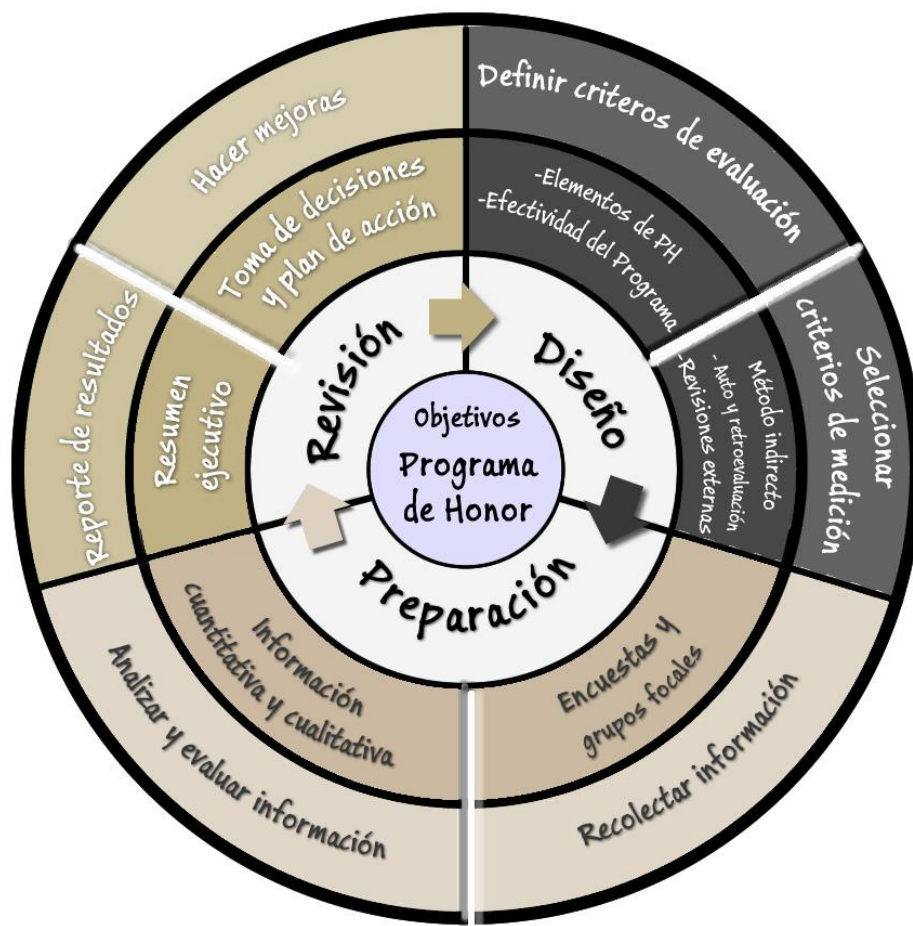 Objetivos
Programa
de Honor
Diseño
Definir criteros de evaluación
-Elementos de PH
-Efectividad del Programa
Seleccionar
criterios de medición
Método indirecto
- Auto y retroevaluación
-Revisiones externas
Preparación
Recolectar información
Encuestas y
grupos focales
Analizar y evaluar información
Información
cuantitativa y cualitativa
Revisión
Reporte de resultados
Resumen
ejecutivo
Hacer mejoras
Toma de decisiones
y plan de acción